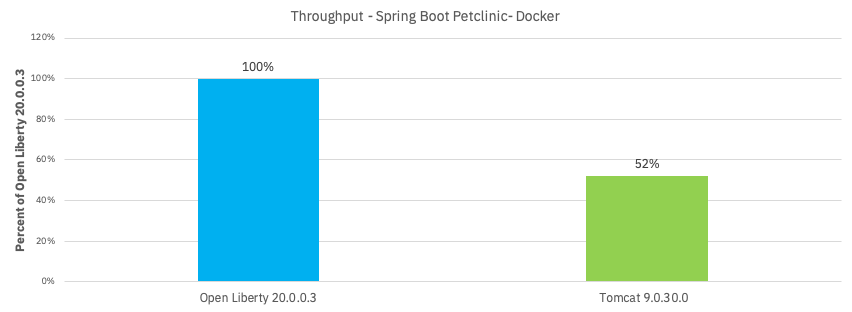 Throughput - Spring Boot Petclinic- Docker
Percent of Open Liberty 20.0.0.3
120%
100%
80%
60%
40%
20%
0%
100%
52%
Open Liberty 20.0.0.3
Tomcat 9.0.30.0